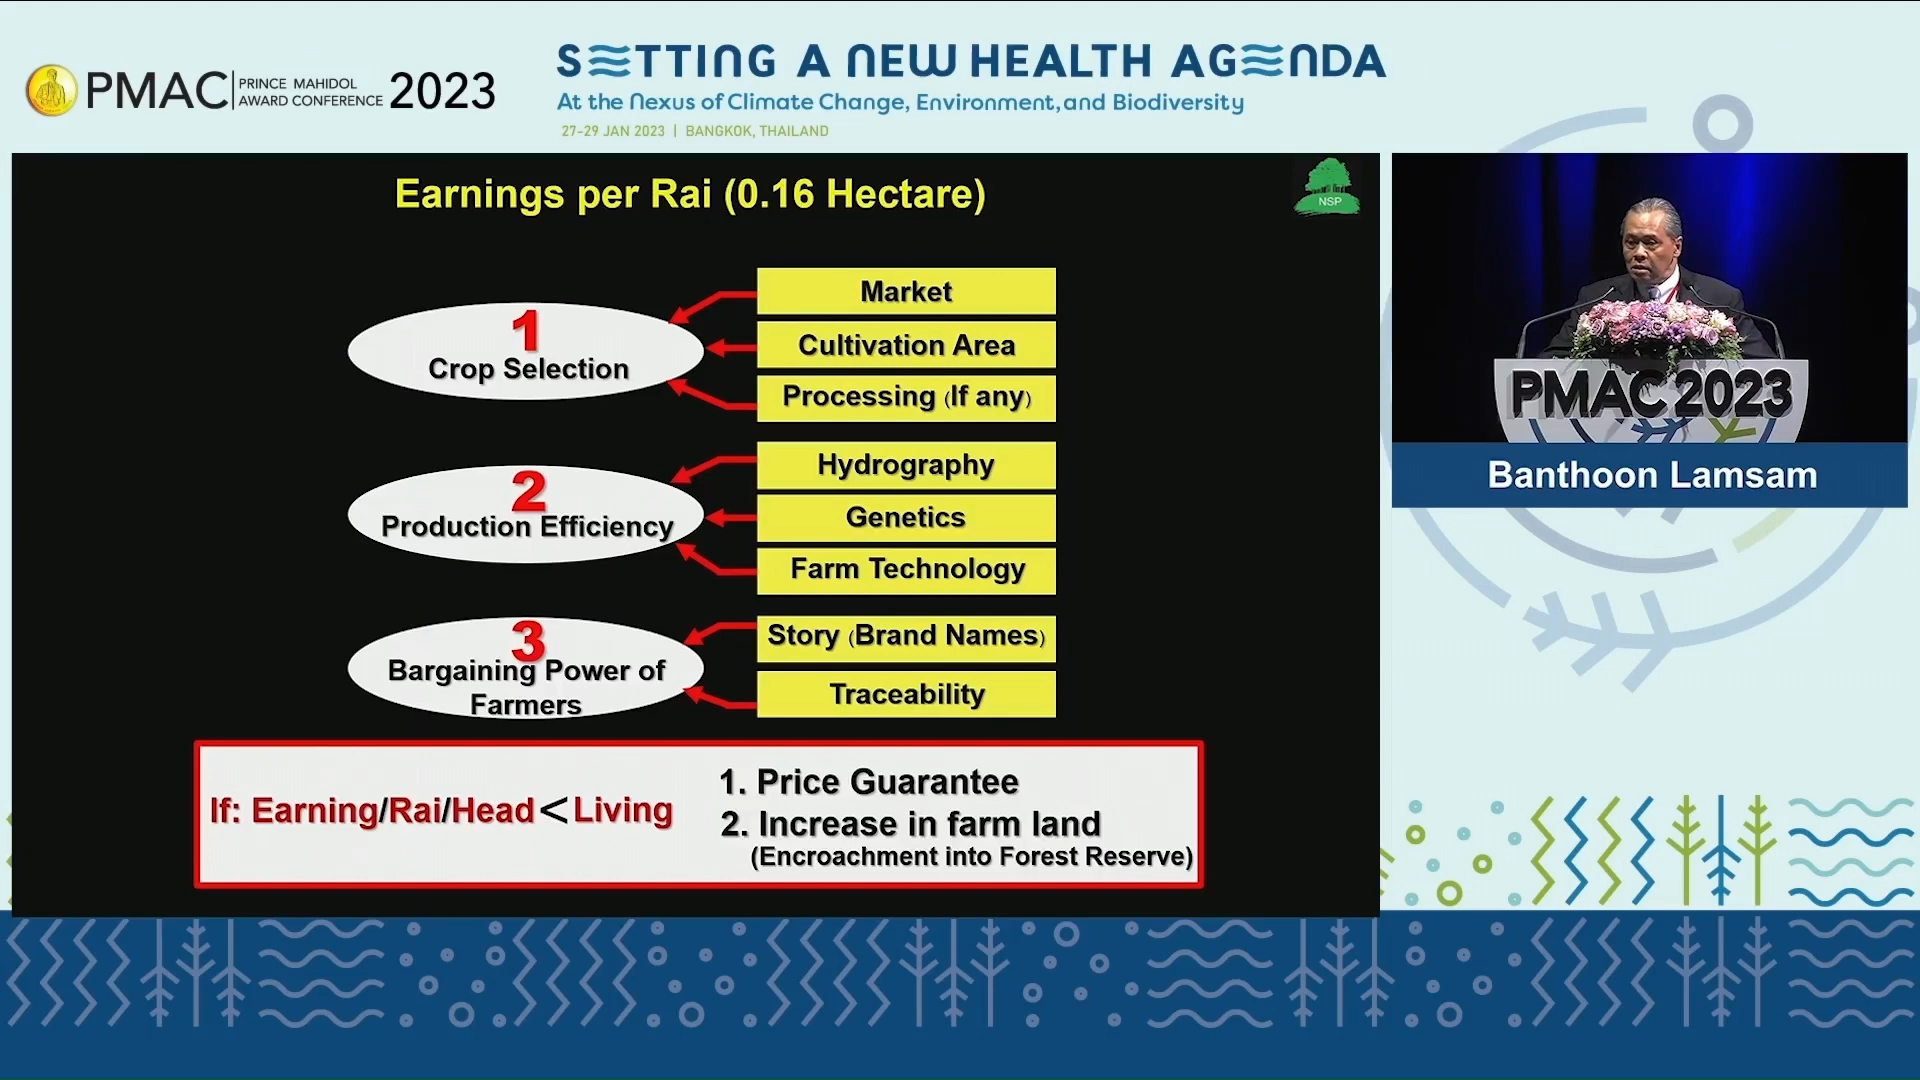 PMAC
PRINCE MAHIDOL
AWARD CONFERENCE
2023
SETTING A NEW HEALTH AGENDA
At the Nexus of Climate Change, Environment, and Biodiversity
27-29 JAN 2023 | BANGKOK, THAILAND
Earnings per Rai (0.16 Hectare)
NSP
1
Crop Selection
Market
Cultivation Area
Processing (If any)
2
Production Efficiency
Hydrography
Genetics
Farm Technology
3
Bargaining Power of
Farmers
Story (Brand Names)
Traceability
If: Earning/Rai/Head < Living
1. Price Guarantee
2. Increase in farm land
(Encroachment into Forest Reserve)
PMAC 2023
Banthoon Lamsam